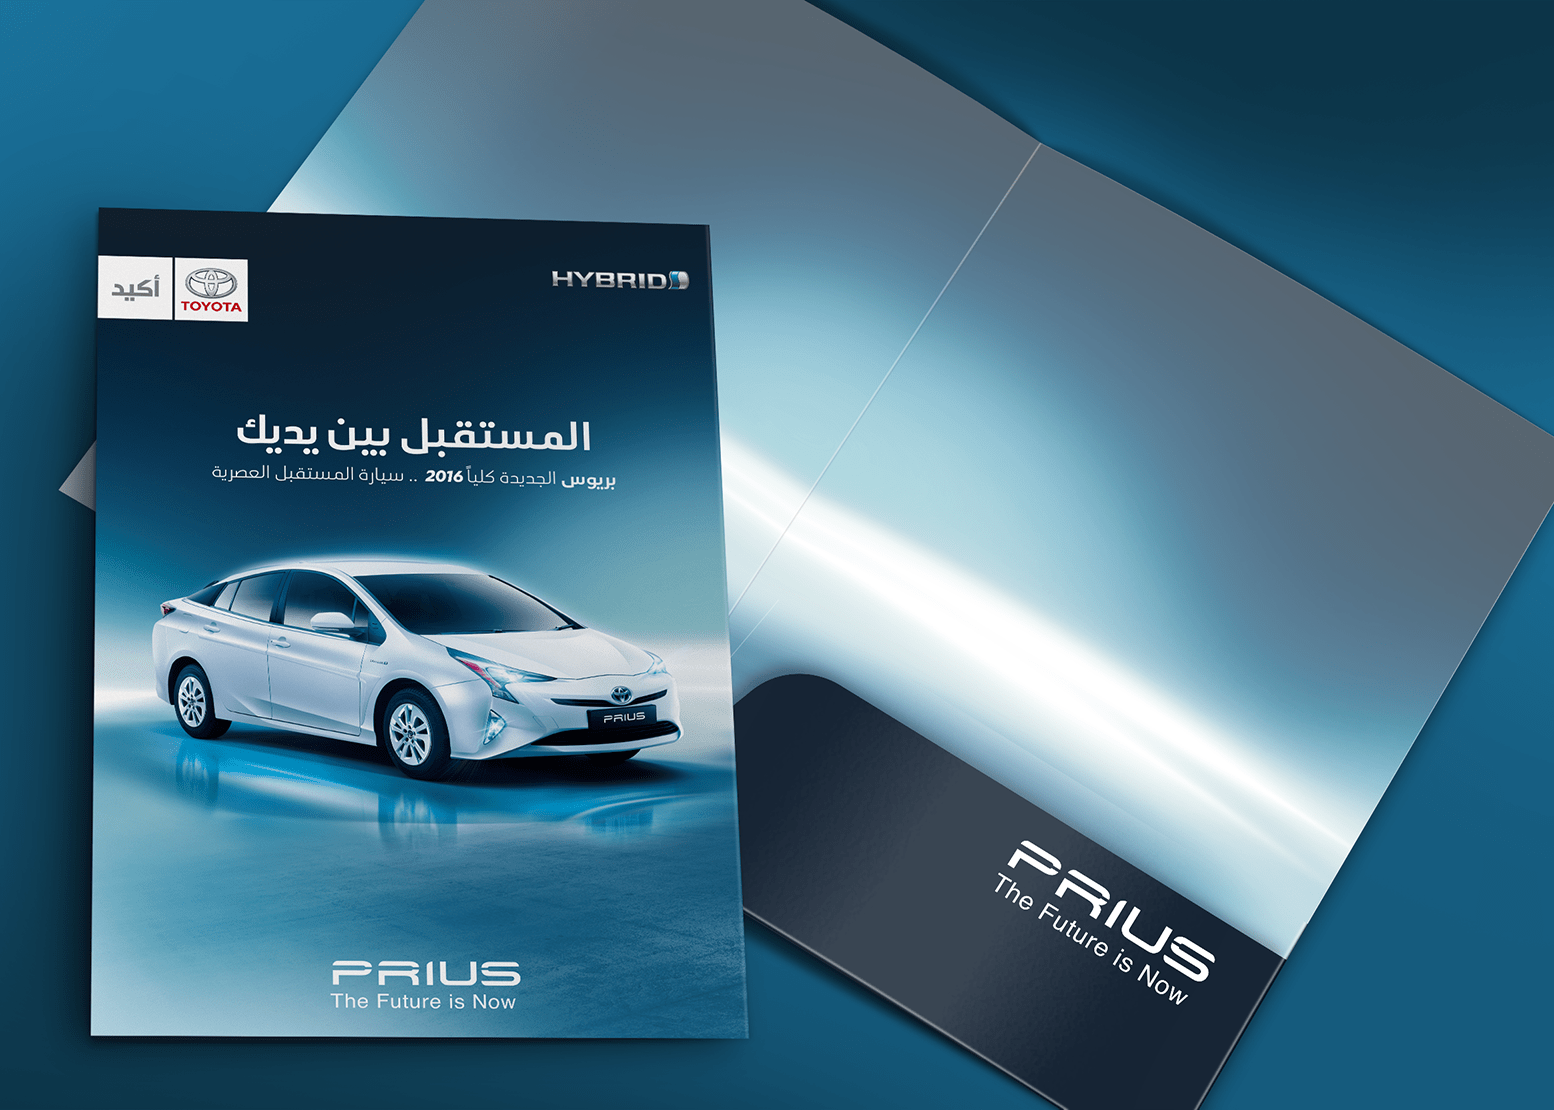 أكيد
TOYOTA
HYBRID
المستقبل بين يديك
بريوس الجديدة كلياً 2016 .. سيارة المستقبل العصرية
PRIUS
PRIUS
The Future is Now
PRIUS
The Future is Now